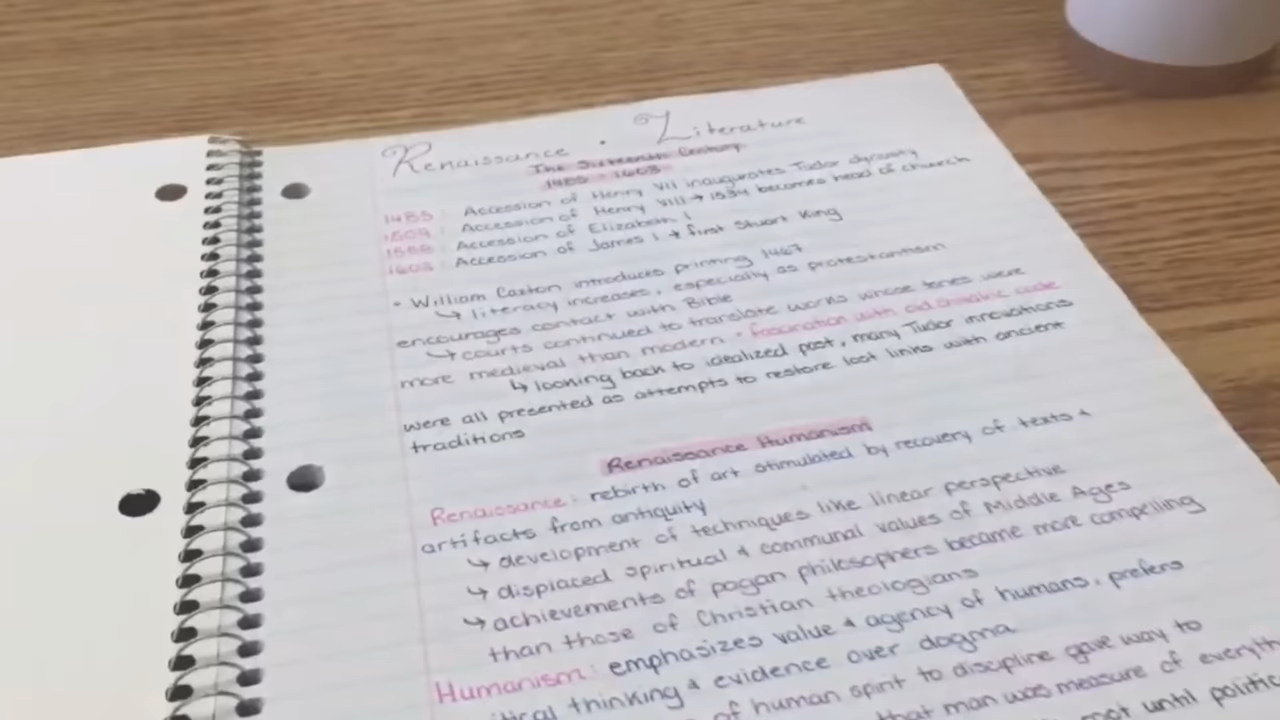 Renaissance . Literature
The Sixteenth Century
1485 - 1603
1485 : Accession of Henry VII inaugurates Tudor dynasty
1509 : Accession of Henry VIII → 1534 becomes head of church
1558 : Accession of Elizabeth I
1603 : Accession of James I → first Stuart King
• William Caxton introduces printing 1467
↳ literacy increases, especially as protestantism
encourages contact with Bible
↳ courts continued to translate works whose tones were
more medieval than modern • fascination with old chivalric code
↳ looking back to idealized past, many Tudor innovations
were all presented as attempts to restore lost links with ancient
traditions
Renaissance Humanism
Renaissance : rebirth of art stimulated by recovery of texts +
artifacts from antiquity
↳ development of techniques like linear perspective
↳ displaced spiritual + communal values of Middle Ages
↳ achievements of pagan philosophers became more compelling
than those of Christian theologians
Humanism : emphasizes value + agency of humans, prefers
thinking + evidence over dogma
of human spirit to discipline gave way to
that man was measure of
not until